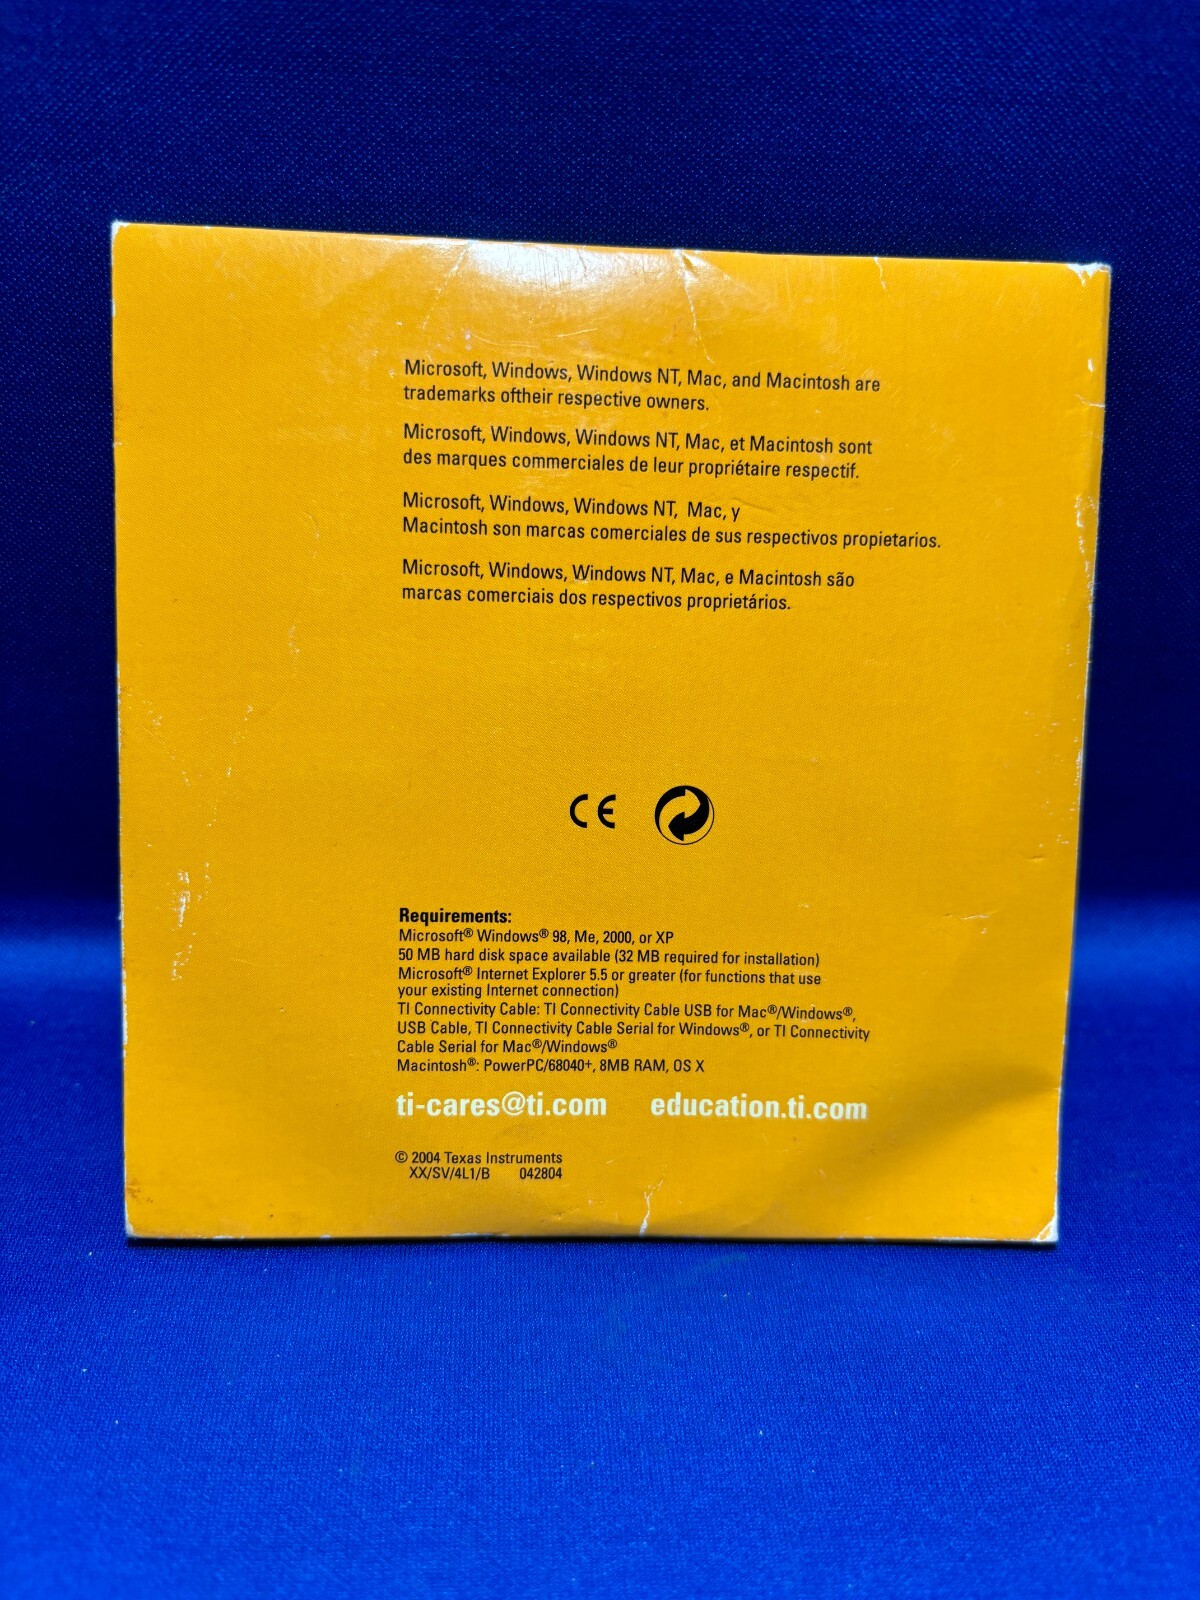 Microsoft, Windows, Windows NT, Mac, and Macintosh are
trademarks oftheir respective owners.
Microsoft, Windows, Windows NT, Mac, et Macintosh sont
des marques commerciales de leur propriétaire respectif.
Microsoft, Windows, Windows NT, Mac, y
Macintosh son marcas comerciales de sus respectivos propietarios.
Microsoft, Windows, Windows NT, Mac, e Macintosh são
marcas comerciais dos respectivos proprietários.
CE
Requirements:
Microsoft® Windows® 98, Me, 2000, or XP
50 MB hard disk space available (32 MB required for installation)
Microsoft® Internet Explorer 5.5 or greater (for functions that use
your existing Internet connection)
TI Connectivity Cable: TI Connectivity Cable USB for Mac®/Windows®,
USB Cable, TI Connectivity Cable Serial for Windows®, or TI Connectivity
Cable Serial for Mac®/Windows®
Macintosh®: PowerPC/68040+, 8MB RAM, OS X
ti-cares@ti.com education.ti.com
© 2004 Texas Instruments
XX/SV/4L1/B 042804